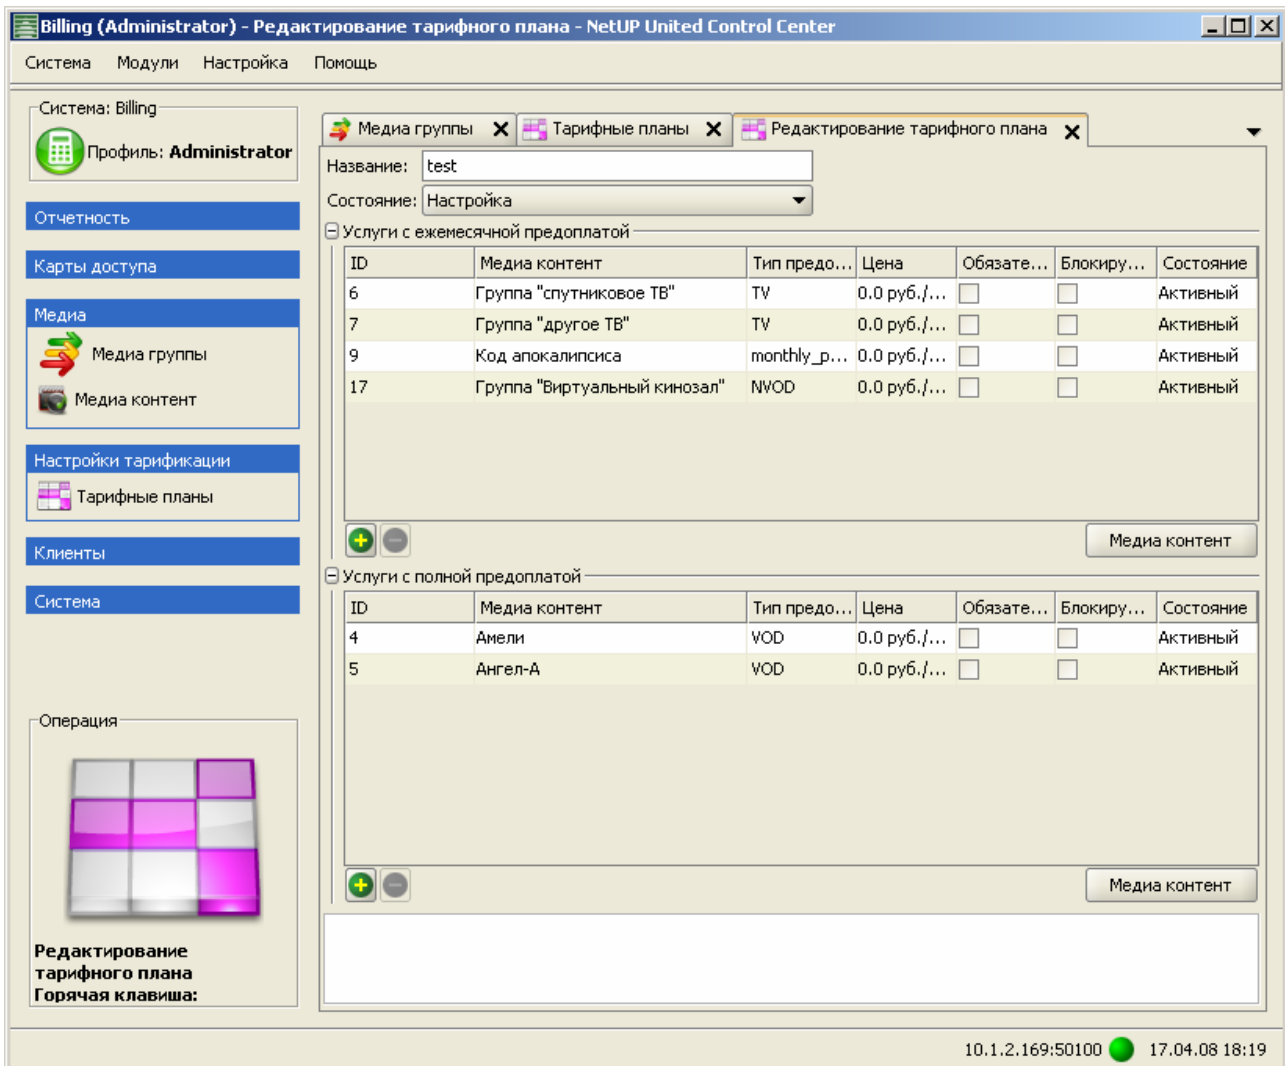 Billing (Administrator) - Редактирование тарифного плана - NetUP United Control Center
Система Модули Настройка Помощь
Система: Billing
Профиль: Administrator
Отчетность
Карты доступа
Медиа
Медиа группы
Медиа контент
Настройки тарификации
Тарифные планы
Клиенты
Система
Операция
Редактирование
тарифного плана
Горячая клавиша:
Медиа группы Тарифные планы Редактирование тарифного плана
Название: test
Состояние: Настройка
Услуги с ежемесячной предоплатой
ID Медиа контент Тип предо... Цена Обязате... Блокиру... Состояние
6 Группа "спутниковое ТВ" TV 0.0 руб./... Активный
7 Группа "другое ТВ" TV 0.0 руб./... Активный
9 Код апокалипсиса monthly_p... 0.0 руб./... Активный
17 Группа "Виртуальный кинозал" NVOD 0.0 руб./... Активный
Медиа контент
Услуги с полной предоплатой
ID Медиа контент Тип предо... Цена Обязате... Блокиру... Состояние
4 Амели VOD 0.0 руб./... Активный
5 Ангел-А VOD 0.0 руб./... Активный
Медиа контент
10.1.2.169:50100 17.04.08 18:19